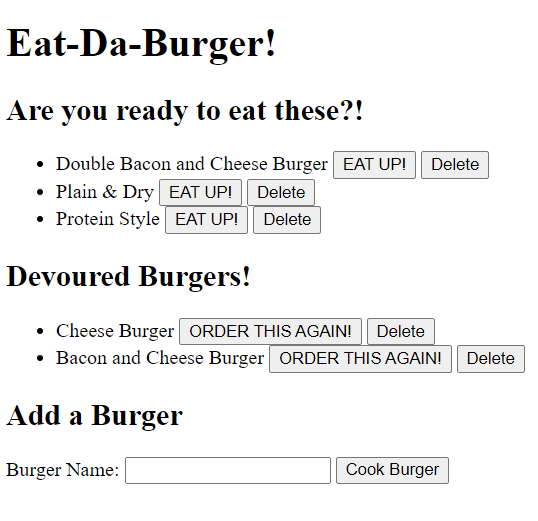 Eat-Da-Burger!
Are you ready to eat these?!
Double Bacon and Cheese Burger EAT UP! Delete
Plain & Dry EAT UP! Delete
Protein Style EAT UP! Delete
Devoured Burgers!
Cheese Burger ORDER THIS AGAIN! Delete
Bacon and Cheese Burger ORDER THIS AGAIN! Delete
Add a Burger
Burger Name: Cook Burger